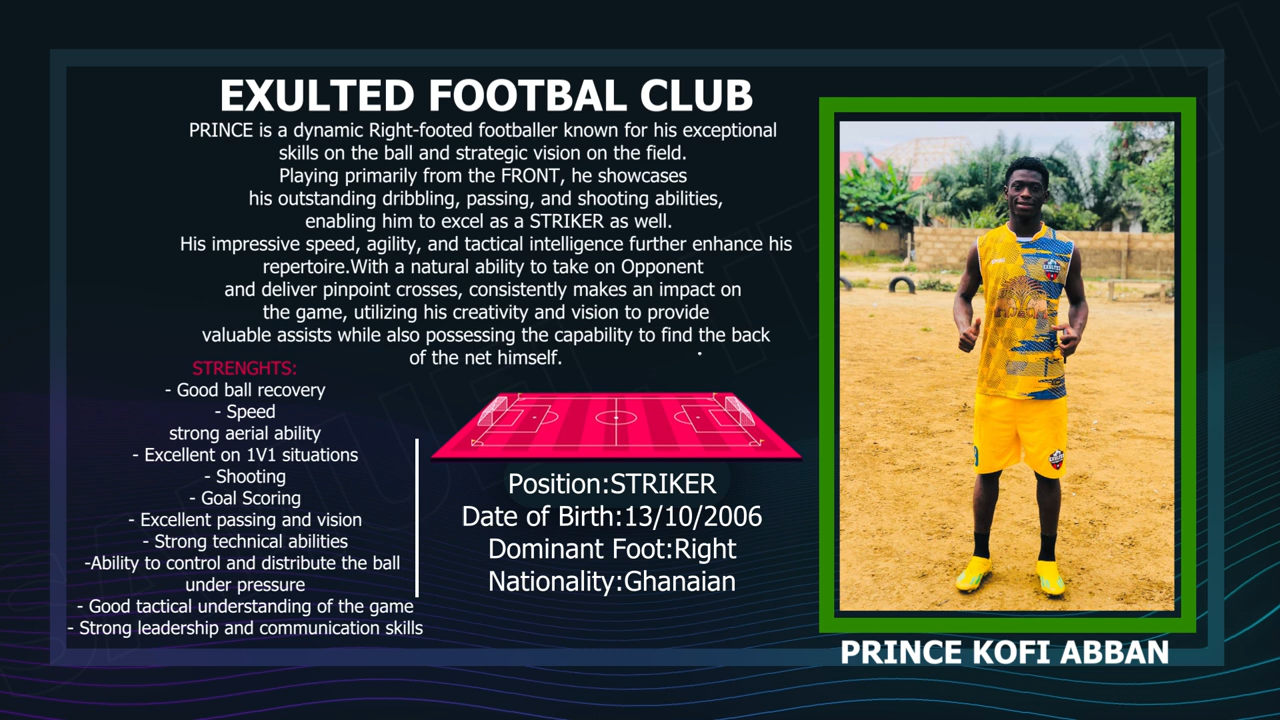 EXULTED FOOTBAL CLUB
PRINCE is a dynamic Right-footed footballer known for his exceptional
skills on the ball and strategic vision on the field.
Playing primarily from the FRONT, he showcases
his outstanding dribbling, passing, and shooting abilities,
enabling him to excel as a STRIKER as well.
His impressive speed, agility, and tactical intelligence further enhance his
repertoire.With a natural ability to take on Opponent
and deliver pinpoint crosses, consistently makes an impact on
the game, utilizing his creativity and vision to provide
valuable assists while also possessing the capability to find the back
of the net himself.
STRENGHTS:
- Good ball recovery
- Speed
strong aerial ability
- Excellent on 1V1 situations
- Shooting
- Goal Scoring
- Excellent passing and vision
- Strong technical abilities
-Ability to control and distribute the ball
under pressure
- Good tactical understanding of the game
- Strong leadership and communication skills
Position:STRIKER
Date of Birth:13/10/2006
Dominant Foot:Right
Nationality:Ghanaian
EXULTED
EXULTED
PRINCE KOFI ABBAN